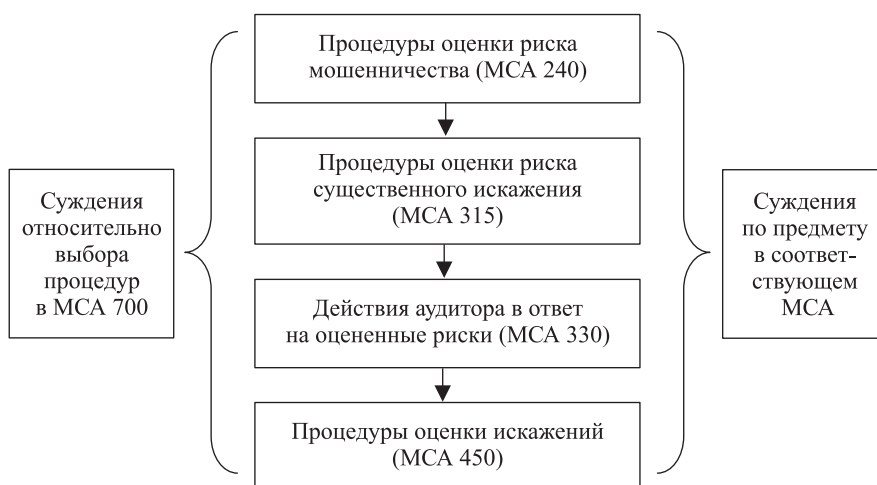 Процедуры оценки риска
мошенничества (МСА 240)
Процедуры оценки риска
существенного искажения
(МСА 315)
Суждения
относительно
выбора
процедур
в МСА 700
Суждения
по предмету
в соответ-
ствующем
МСА
Действия аудитора в ответ
на оцененные риски (МСА 330)
Процедуры оценки искажений
(МСА 450)